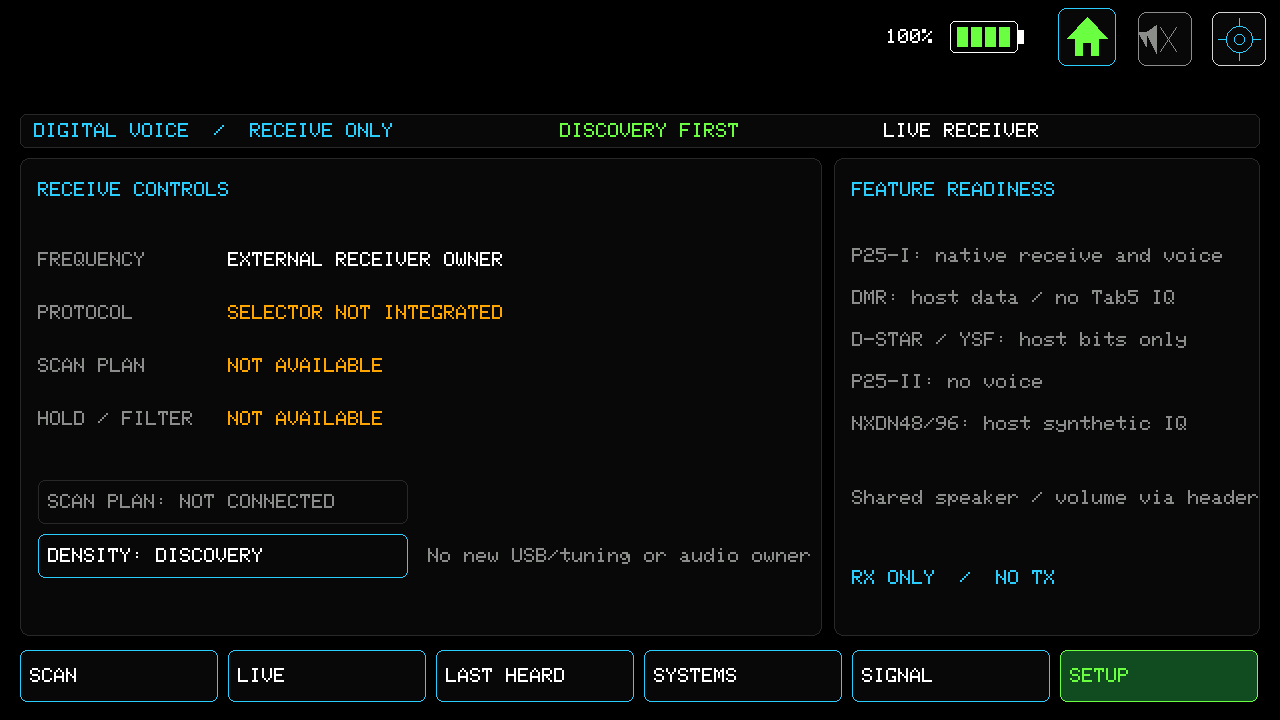 100%
DIGITAL VOICE / RECEIVE ONLY
DISCOVERY FIRST
LIVE RECEIVER
RECEIVE CONTROLS
FREQUENCY EXTERNAL RECEIVER OWNER
PROTOCOL SELECTOR NOT INTEGRATED
SCAN PLAN NOT AVAILABLE
HOLD / FILTER NOT AVAILABLE
SCAN PLAN: NOT CONNECTED
DENSITY: DISCOVERY
No new USB/tuning or audio owner
FEATURE READINESS
P25-I: native receive and voice
DMR: host data / no Tab5 IQ
D-STAR / YSF: host bits only
P25-II: no voice
NXDN48/96: host synthetic IQ
Shared speaker / volume via header
RX ONLY / NO TX
SCAN
LIVE
LAST HEARD
SYSTEMS
SIGNAL
SETUP